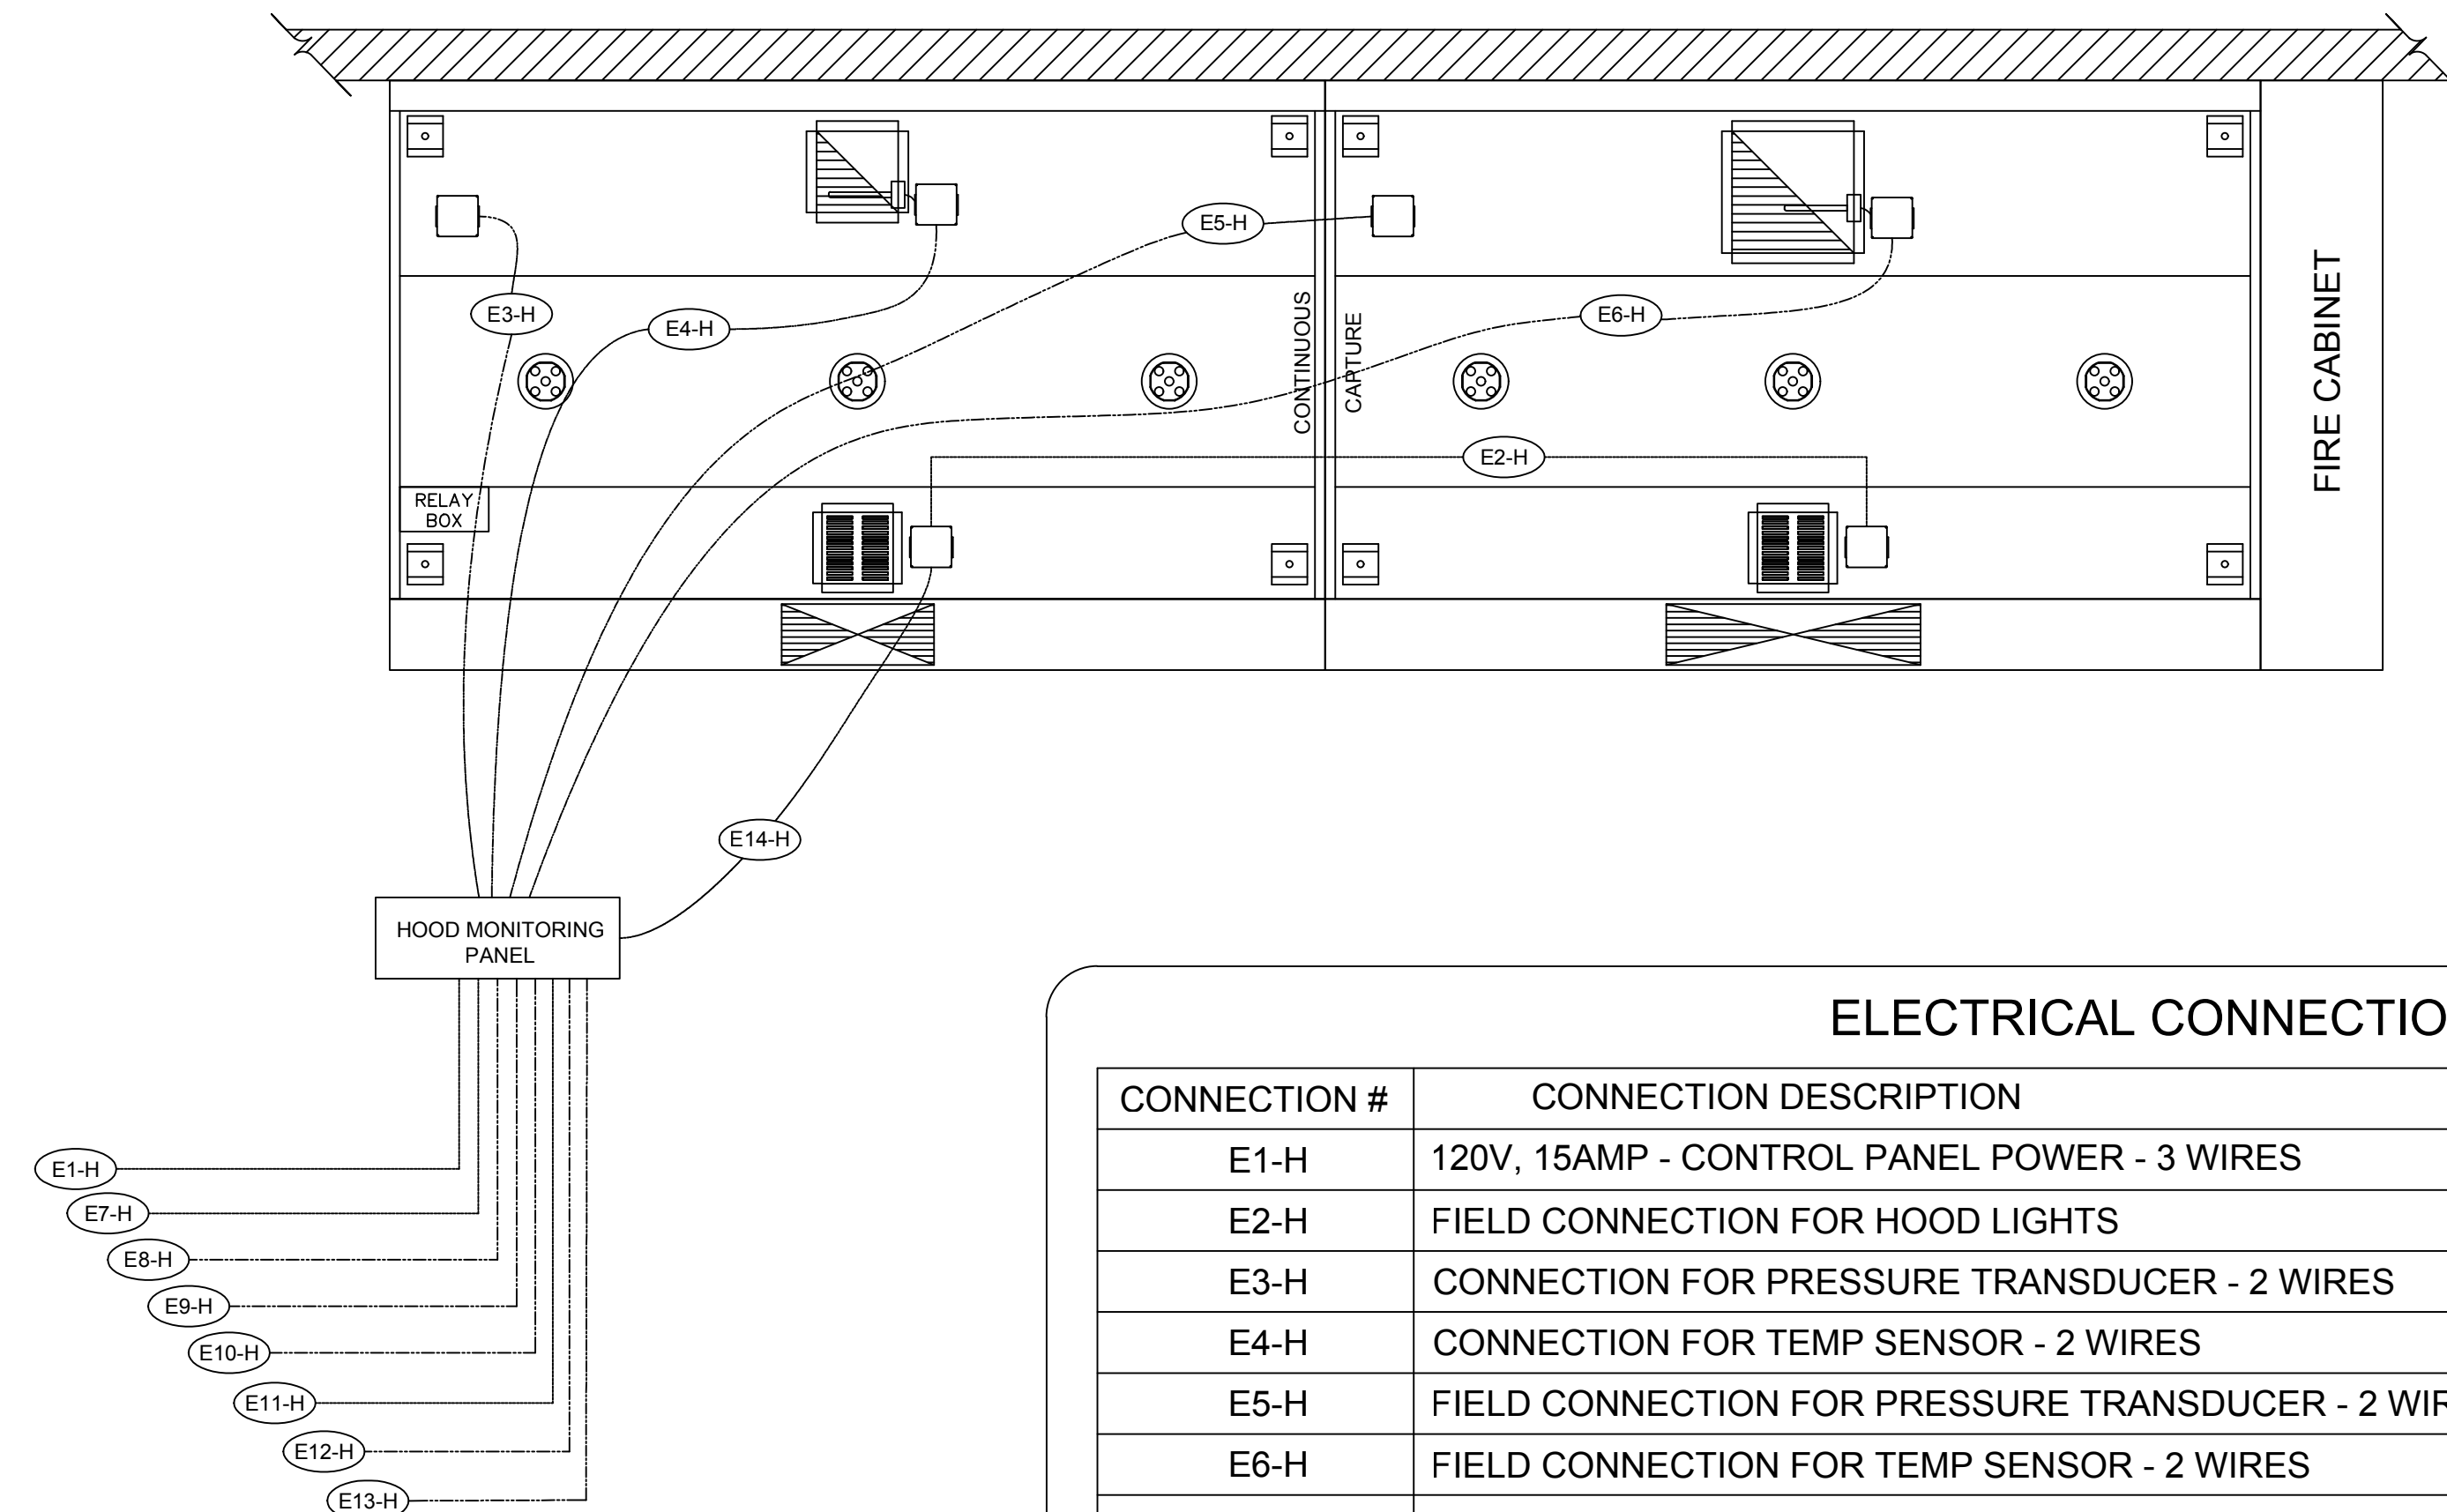 E5-H
E3-H
E4-H
E6-H
CONTINUOUS
CAPTURE
FIRE CABINET
E2-H
RELAY
BOX
E14-H
HOOD MONITORING
PANEL
E1-H
E7-H
E8-H
E9-H
E10-H
E11-H
E12-H
E13-H
ELECTRICAL CONNECTIO
CONNECTION # CONNECTION DESCRIPTION
E1-H 120V, 15AMP - CONTROL PANEL POWER - 3 WIRES
E2-H FIELD CONNECTION FOR HOOD LIGHTS
E3-H CONNECTION FOR PRESSURE TRANSDUCER - 2 WIRES
E4-H CONNECTION FOR TEMP SENSOR - 2 WIRES
E5-H FIELD CONNECTION FOR PRESSURE TRANSDUCER - 2 WIR
E6-H FIELD CONNECTION FOR TEMP SENSOR - 2 WIRES